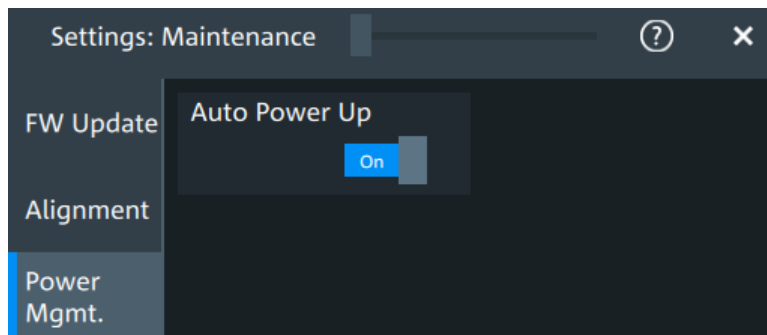 Settings: Maintenance
?
×
FW Update
Auto Power Up
On
Alignment
Power
Mgmt.